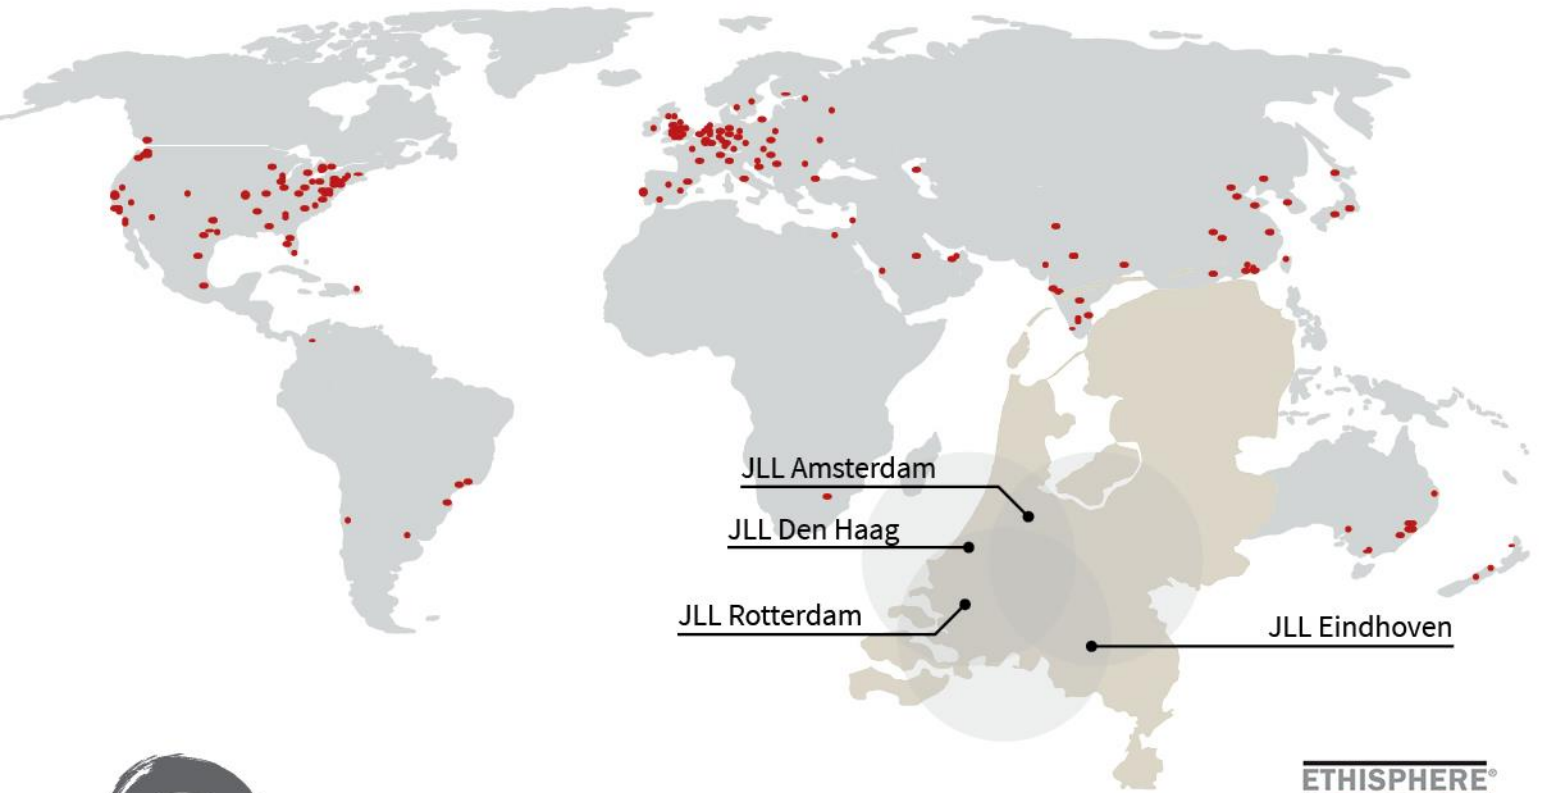 JLL Amsterdam
JLL Den Haag
JLL Rotterdam
JLL Eindhoven
ETHISPHERE®